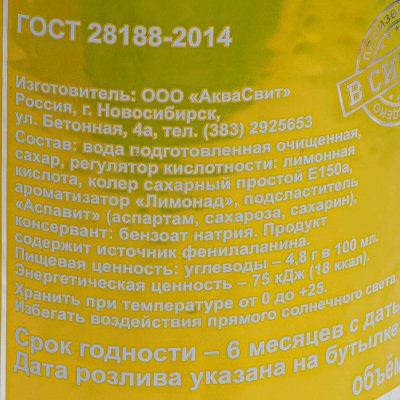 ГОСТ 28188-2014
Изготовитель: ООО «АкваСвит»
Россия, г. Новосибирск,
ул. Бетонная, 4а, тел. (383) 2925653
Состав: вода подготовленная очищенная,
сахар, регулятор кислотности: лимонная
кислота, колер сахарный простой Е150а,
ароматизатор «Лимонад», подсластитель
«Аспавит» (аспартам, сахароза, сахарин),
консервант: бензоат натрия. Продукт
содержит источник фенилаланина.
Пищевая ценность: углеводы – 4,8 г в 100 мл.
Энергетическая ценность – 75 кДж (18 ккал).
Хранить при температуре от 0 до +25.
Избегать воздействия прямого солнечного света.
Срок годности – 6 месяцев с даты
Дата розлива указана на бутылке.
объём
В СИ